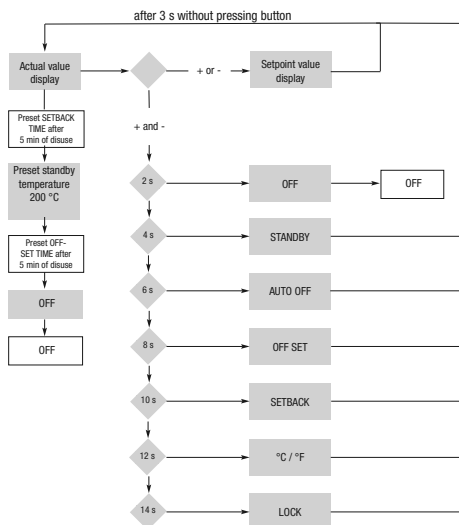 after 3 s without pressing button
Actual value
display
+ or -
Setpoint value
display
Preset SETBACK
TIME after
5 min of disuse
+ and -
Preset standby
temperature
200 °C
2 s
OFF
OFF
Preset OFF-
SET TIME after
5 min of disuse
4 s
STANDBY
OFF
6 s
AUTO OFF
OFF
8 s
OFF SET
10 s
SETBACK
12 s
°C / °F
14 s
LOCK